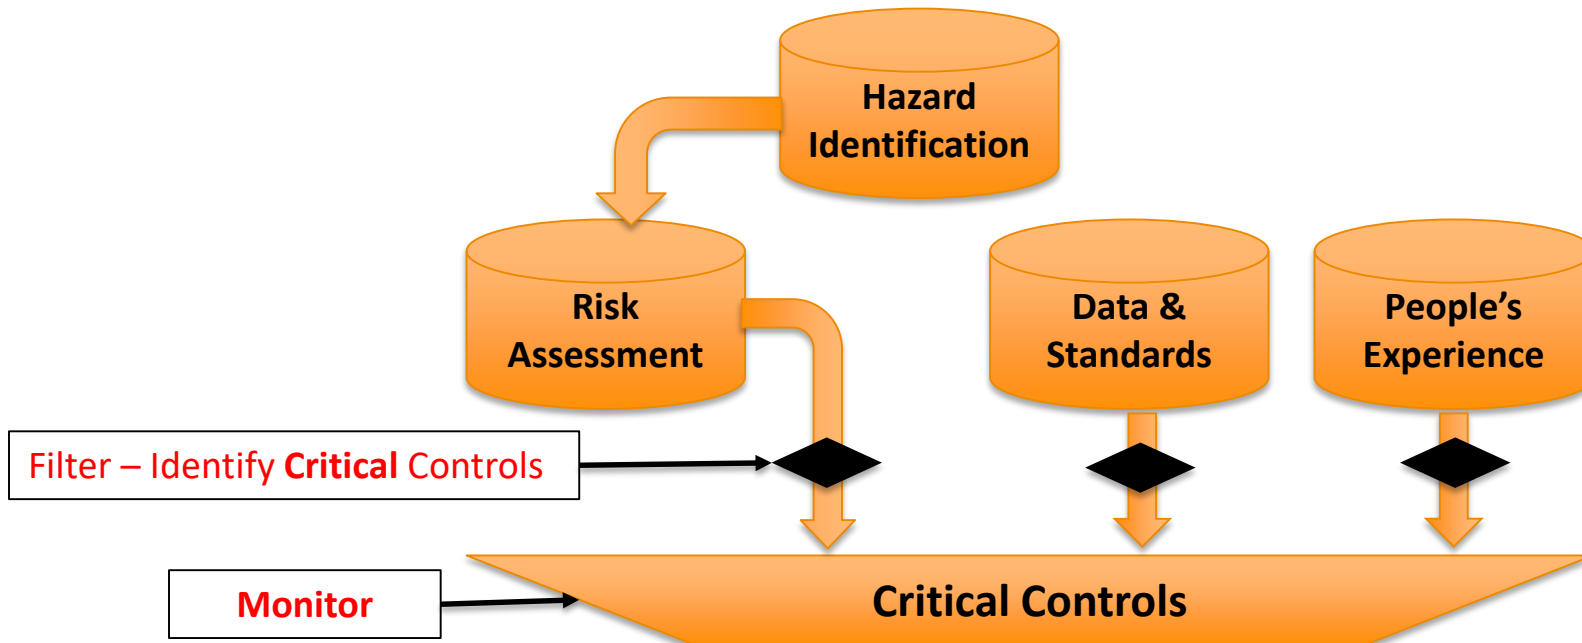 Hazard
Identification
Risk
Assessment
Data &
Standards
People’s
Experience
Filter – Identify Critical Controls
Monitor
Critical Controls